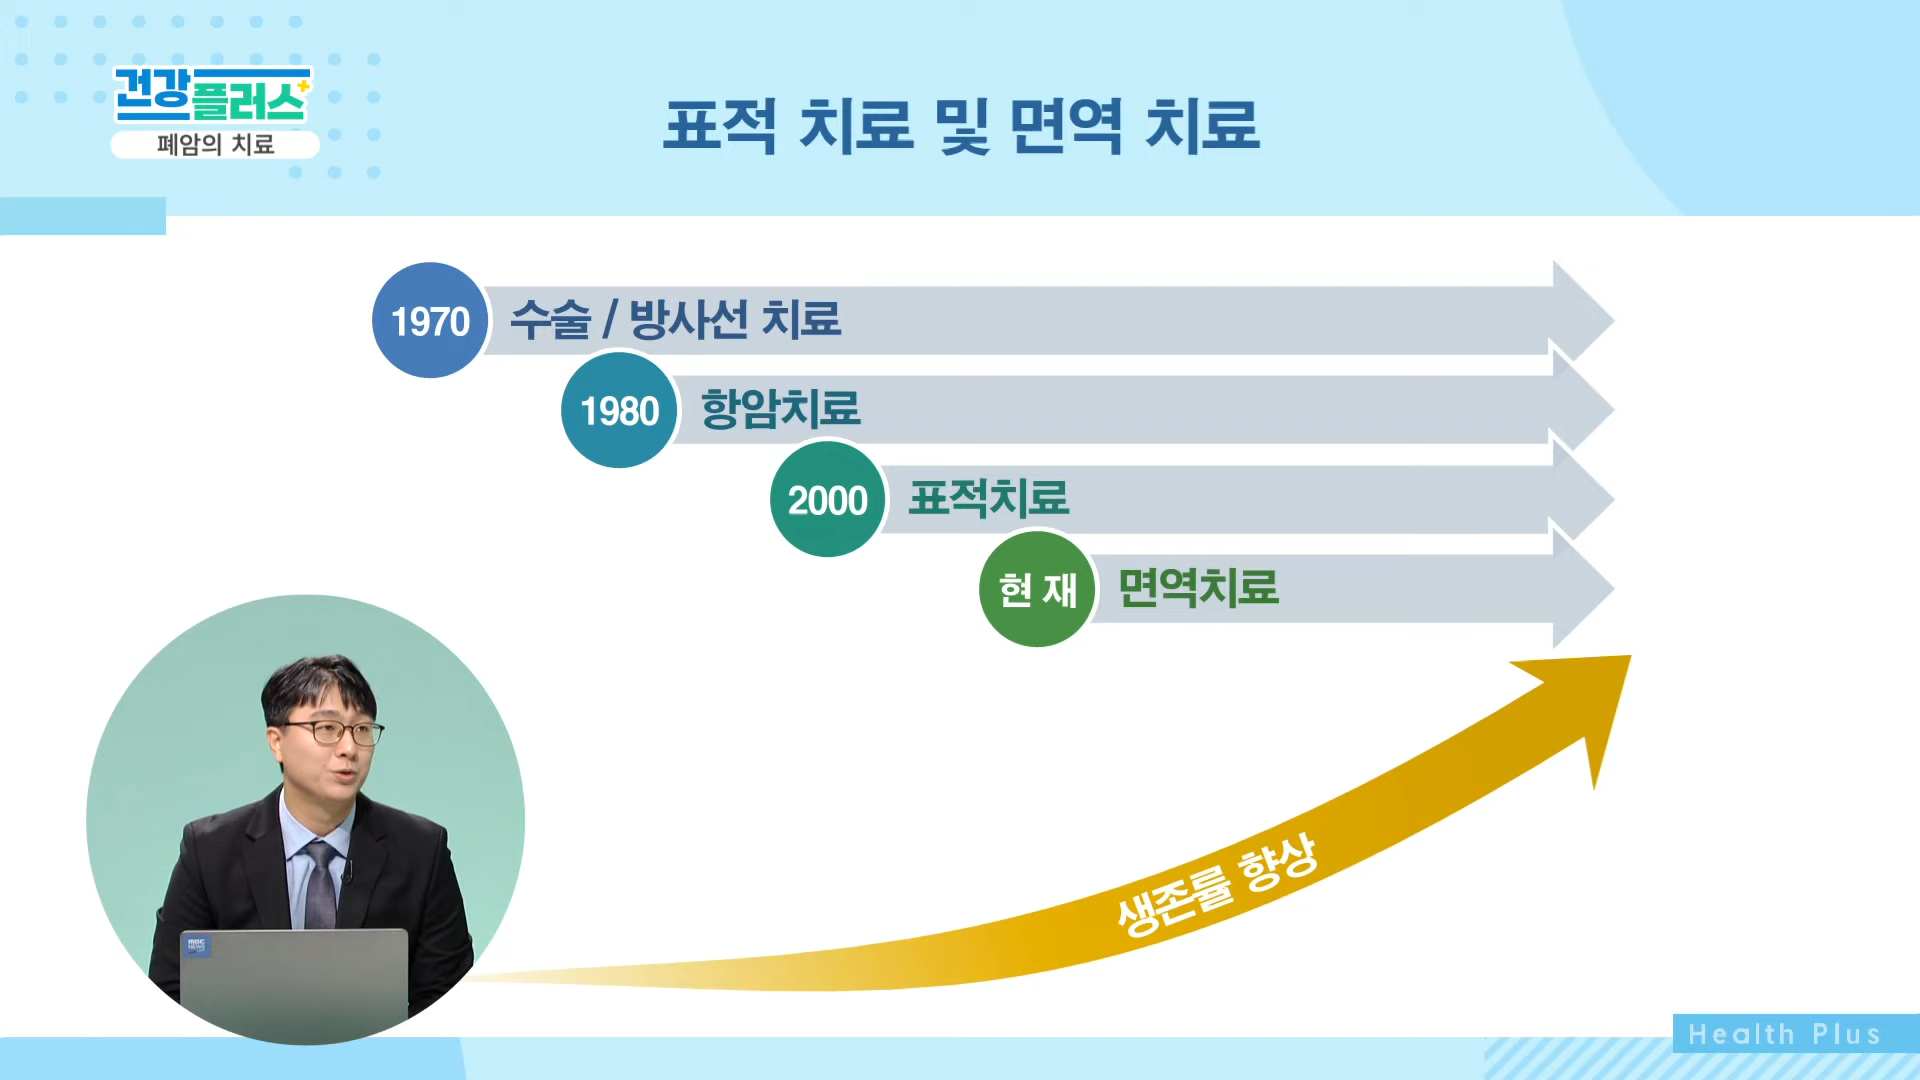 건강플러스+
폐암의 치료
표적 치료 및 면역 치료
1970 수술 / 방사선 치료
1980 항암치료
2000 표적치료
현 재 면역치료
생존률 향상
MBC
NEWS
Health Plus